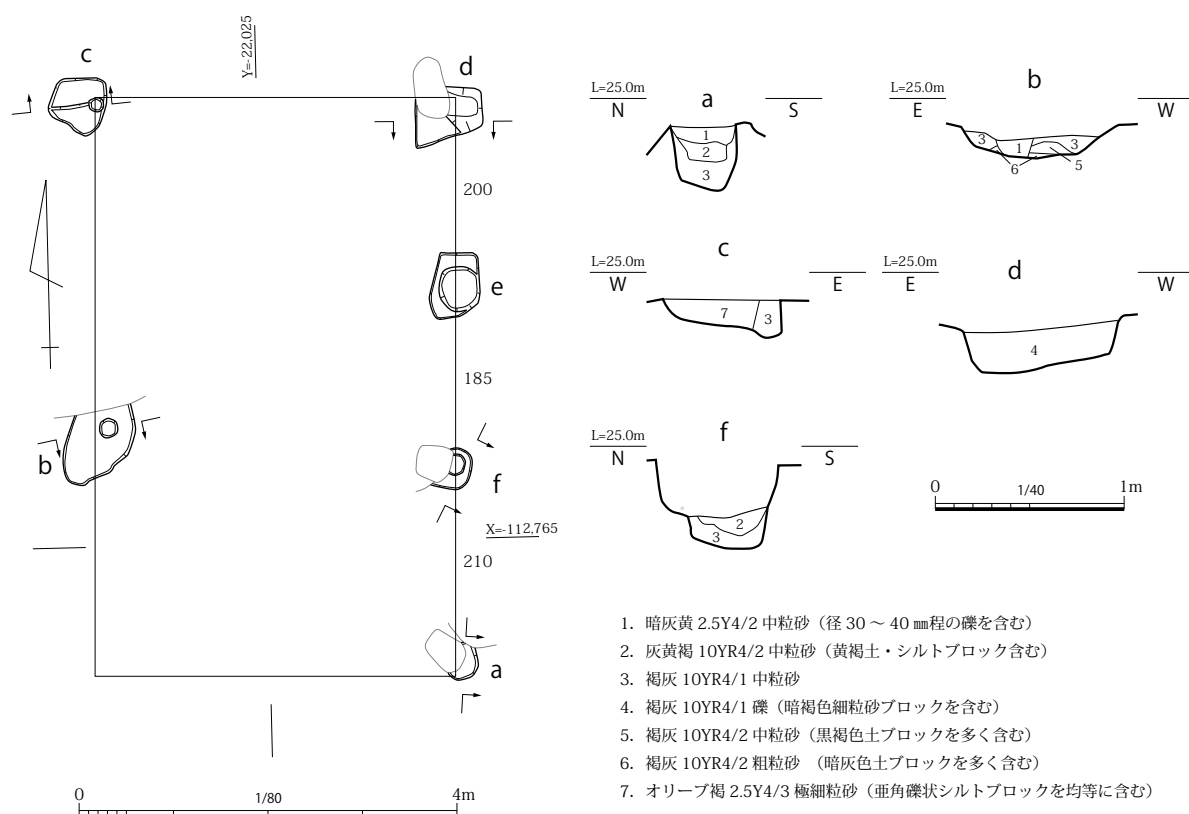 Y=-22,025
c
d
200
e
185
b
f
X=-112,765
210
a
0
1/80
4m
L=25.0m
N
a
S
1
2
3
L=25.0m
E
b
W
3
1
3
6
5
L=25.0m
W
c
E
7
3
L=25.0m
E
d
W
4
L=25.0m
N
f
S
2
3
0
1/40
1m
1. 暗灰黄 2.5Y4/2 中粒砂（径 30 ～ 40 ㎜程の礫を含む）
2. 灰黄褐 10YR4/2 中粒砂（黄褐土・シルトブロック含む）
3. 褐灰 10YR4/1 中粒砂
4. 褐灰 10YR4/1 礫（暗褐色細粒砂ブロックを含む）
5. 褐灰 10YR4/2 中粒砂（黒褐色土ブロックを多く含む）
6. 褐灰 10YR4/2 粗粒砂 （暗灰色土ブロックを多く含む）
7. オリーブ褐 2.5Y4/3 極細粒砂（亜角礫状シルトブロックを均等に含む）